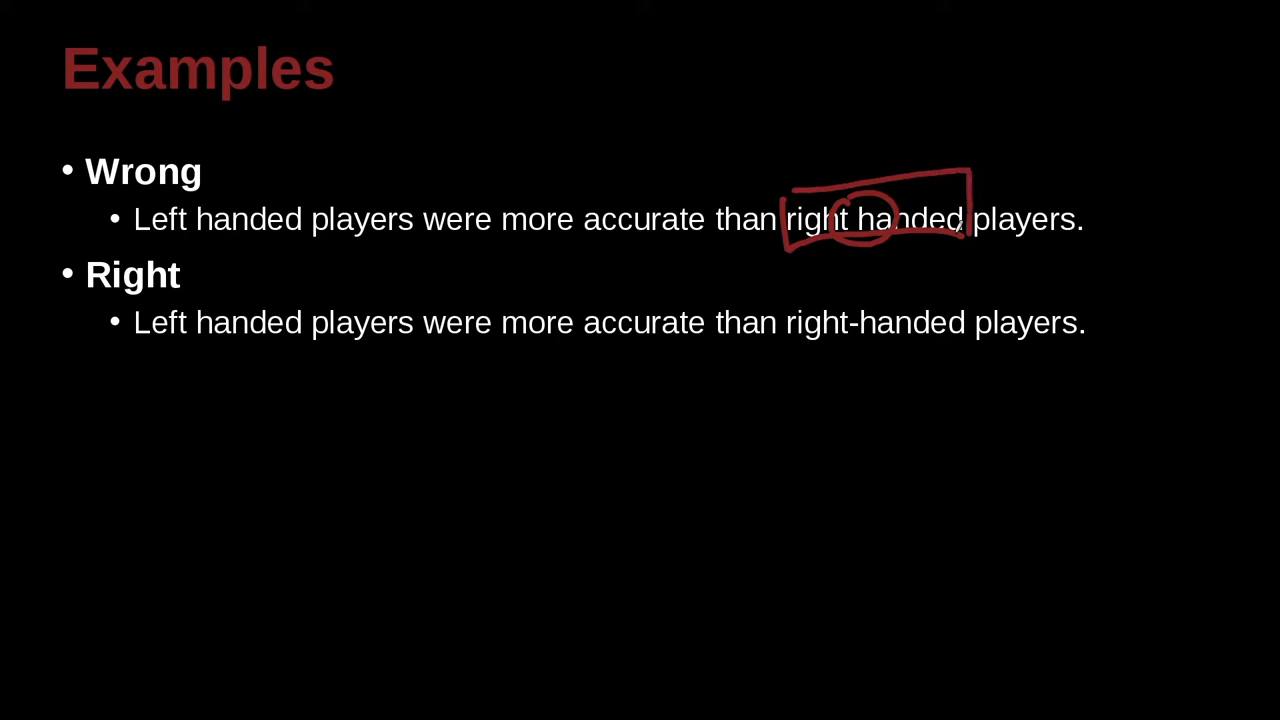 Examples
• Wrong
• Left handed players were more accurate than right handed players.
• Right
• Left handed players were more accurate than right-handed players.